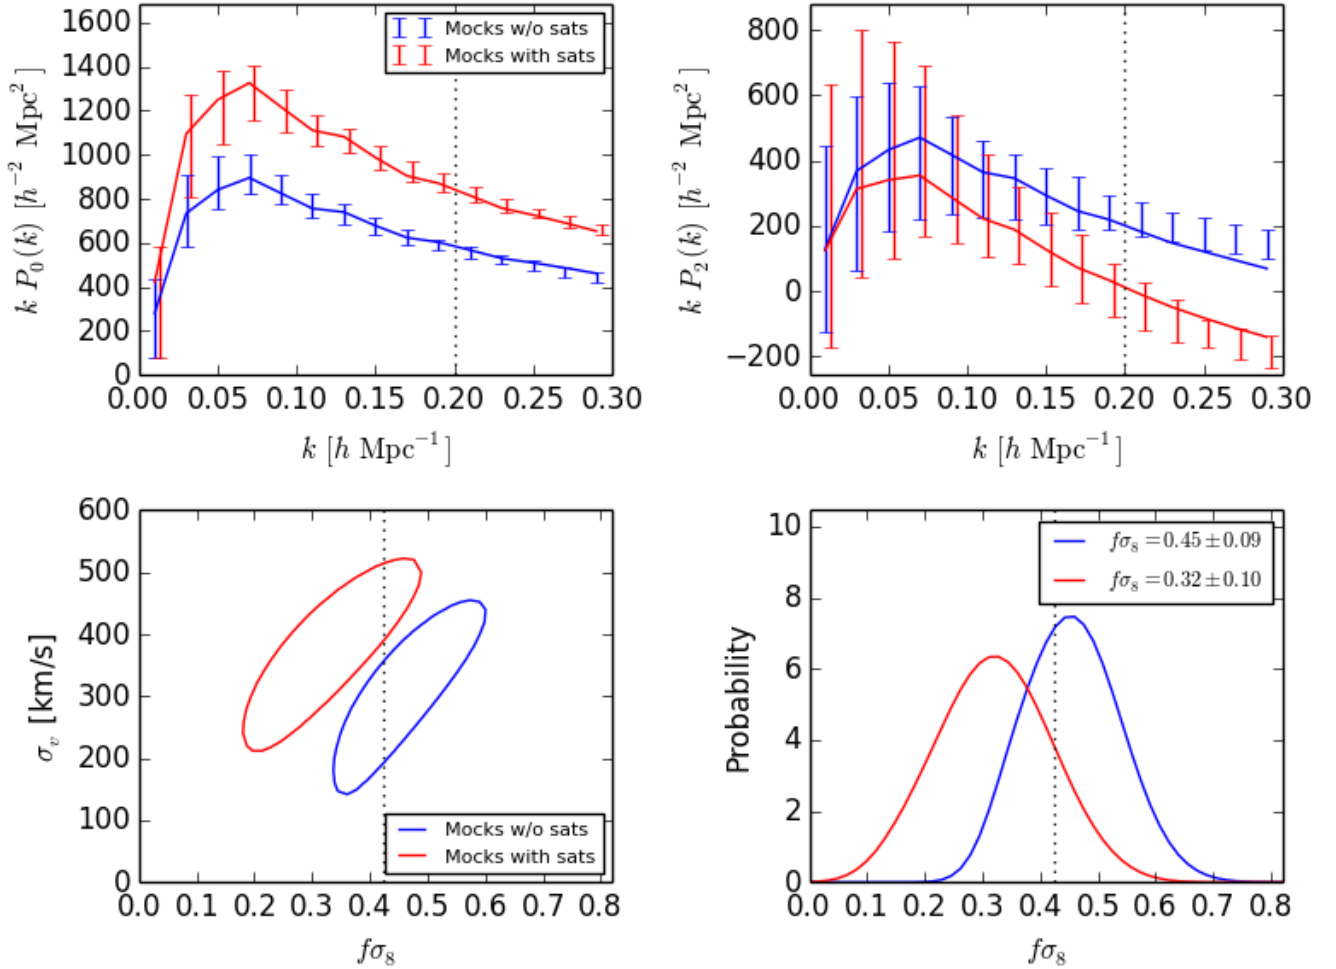 k P₀(k) [h⁻² Mpc²]
1600
1400
1200
1000
800
600
400
200
0
Mocks w/o sats
Mocks with sats
0.00 0.05 0.10 0.15 0.20 0.25 0.30
k [h Mpc⁻¹]
k P₂(k) [h⁻² Mpc²]
800
600
400
200
0
−200
0.00 0.05 0.10 0.15 0.20 0.25 0.30
k [h Mpc⁻¹]
σᵥ [km/s]
600
500
400
300
200
100
0
Mocks w/o sats
Mocks with sats
0.0 0.1 0.2 0.3 0.4 0.5 0.6 0.7 0.8
fσ₈
Probability
10
8
6
4
2
0
fσ₈ = 0.45 ± 0.09
fσ₈ = 0.32 ± 0.10
0.0 0.1 0.2 0.3 0.4 0.5 0.6 0.7 0.8
fσ₈